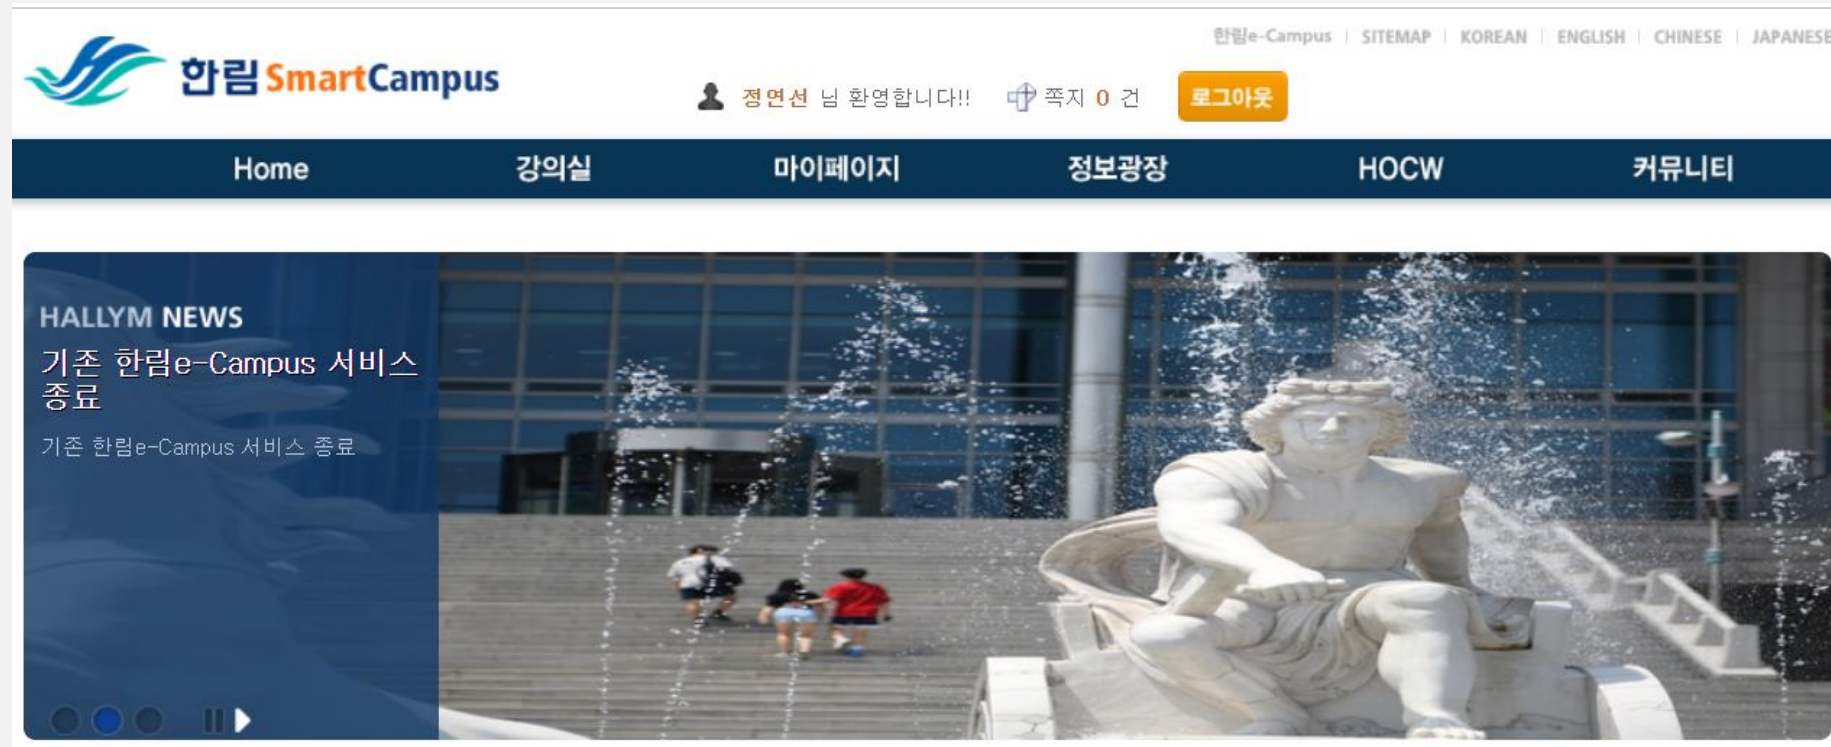 한림e-Campus | SITEMAP | KOREAN | ENGLISH | CHINESE | JAPANESE
한림 SmartCampus
정연선 님 환영합니다!! 쪽지 0 건 로그아웃
Home 강의실 마이페이지 정보광장 HOCW 커뮤니티
HALLYM NEWS
기존 한림e-Campus 서비스
종료
기존 한림e-Campus 서비스 종료